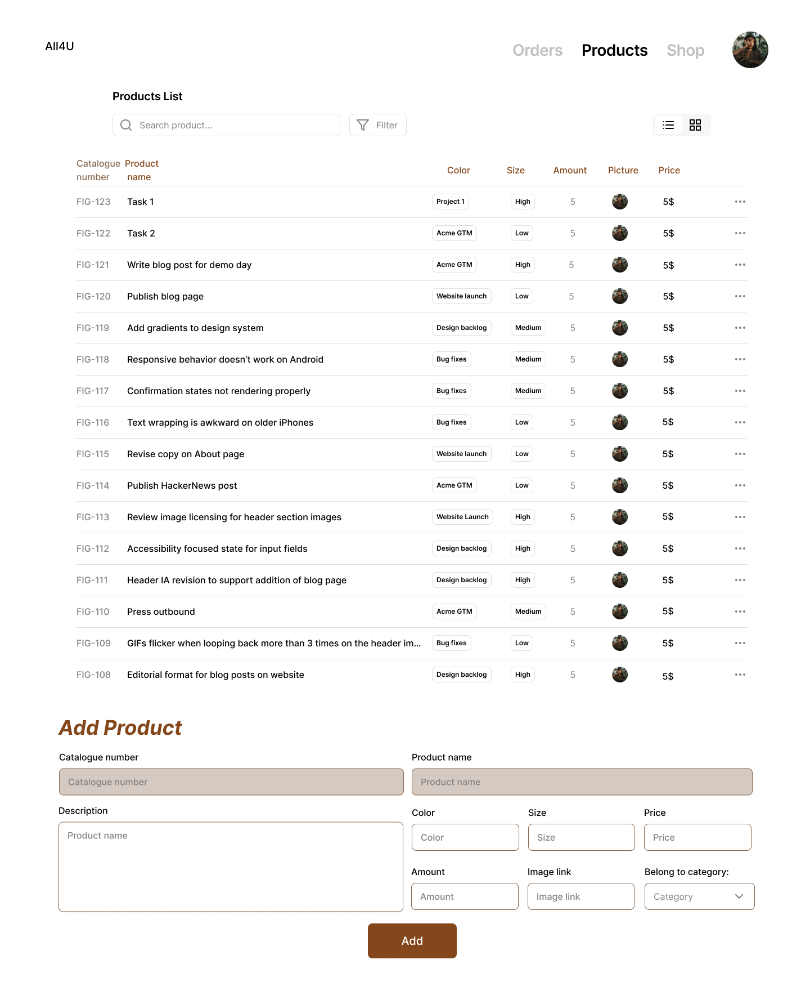 All4U
Orders Products Shop
Products List
Search product... Filter
Catalogue number Product name Color Size Amount Picture Price
FIG-123 Task 1 Project 1 High 5 5$
FIG-122 Task 2 Acme GTM Low 5 5$
FIG-121 Write blog post for demo day Acme GTM High 5 5$
FIG-120 Publish blog page Website launch Low 5 5$
FIG-119 Add gradients to design system Design backlog Medium 5 5$
FIG-118 Responsive behavior doesn’t work on Android Bug fixes Medium 5 5$
FIG-117 Confirmation states not rendering properly Bug fixes Medium 5 5$
FIG-116 Text wrapping is awkward on older iPhones Bug fixes Low 5 5$
FIG-115 Revise copy on About page Website launch Low 5 5$
FIG-114 Publish HackerNews post Acme GTM Low 5 5$
FIG-113 Review image licensing for header section images Website Launch High 5 5$
FIG-112 Accessibility focused state for input fields Design backlog High 5 5$
FIG-111 Header IA revision to support addition of blog page Design backlog High 5 5$
FIG-110 Press outbound Acme GTM Medium 5 5$
FIG-109 GIFs flicker when looping back more than 3 times on the header im... Bug fixes Low 5 5$
FIG-108 Editorial format for blog posts on website Design backlog High 5 5$
Add Product
Catalogue number Product name
Catalogue number Product name
Description Color Size Price
Product name Color Size Price
Amount Image link Belong to category:
Amount Image link Category
Add